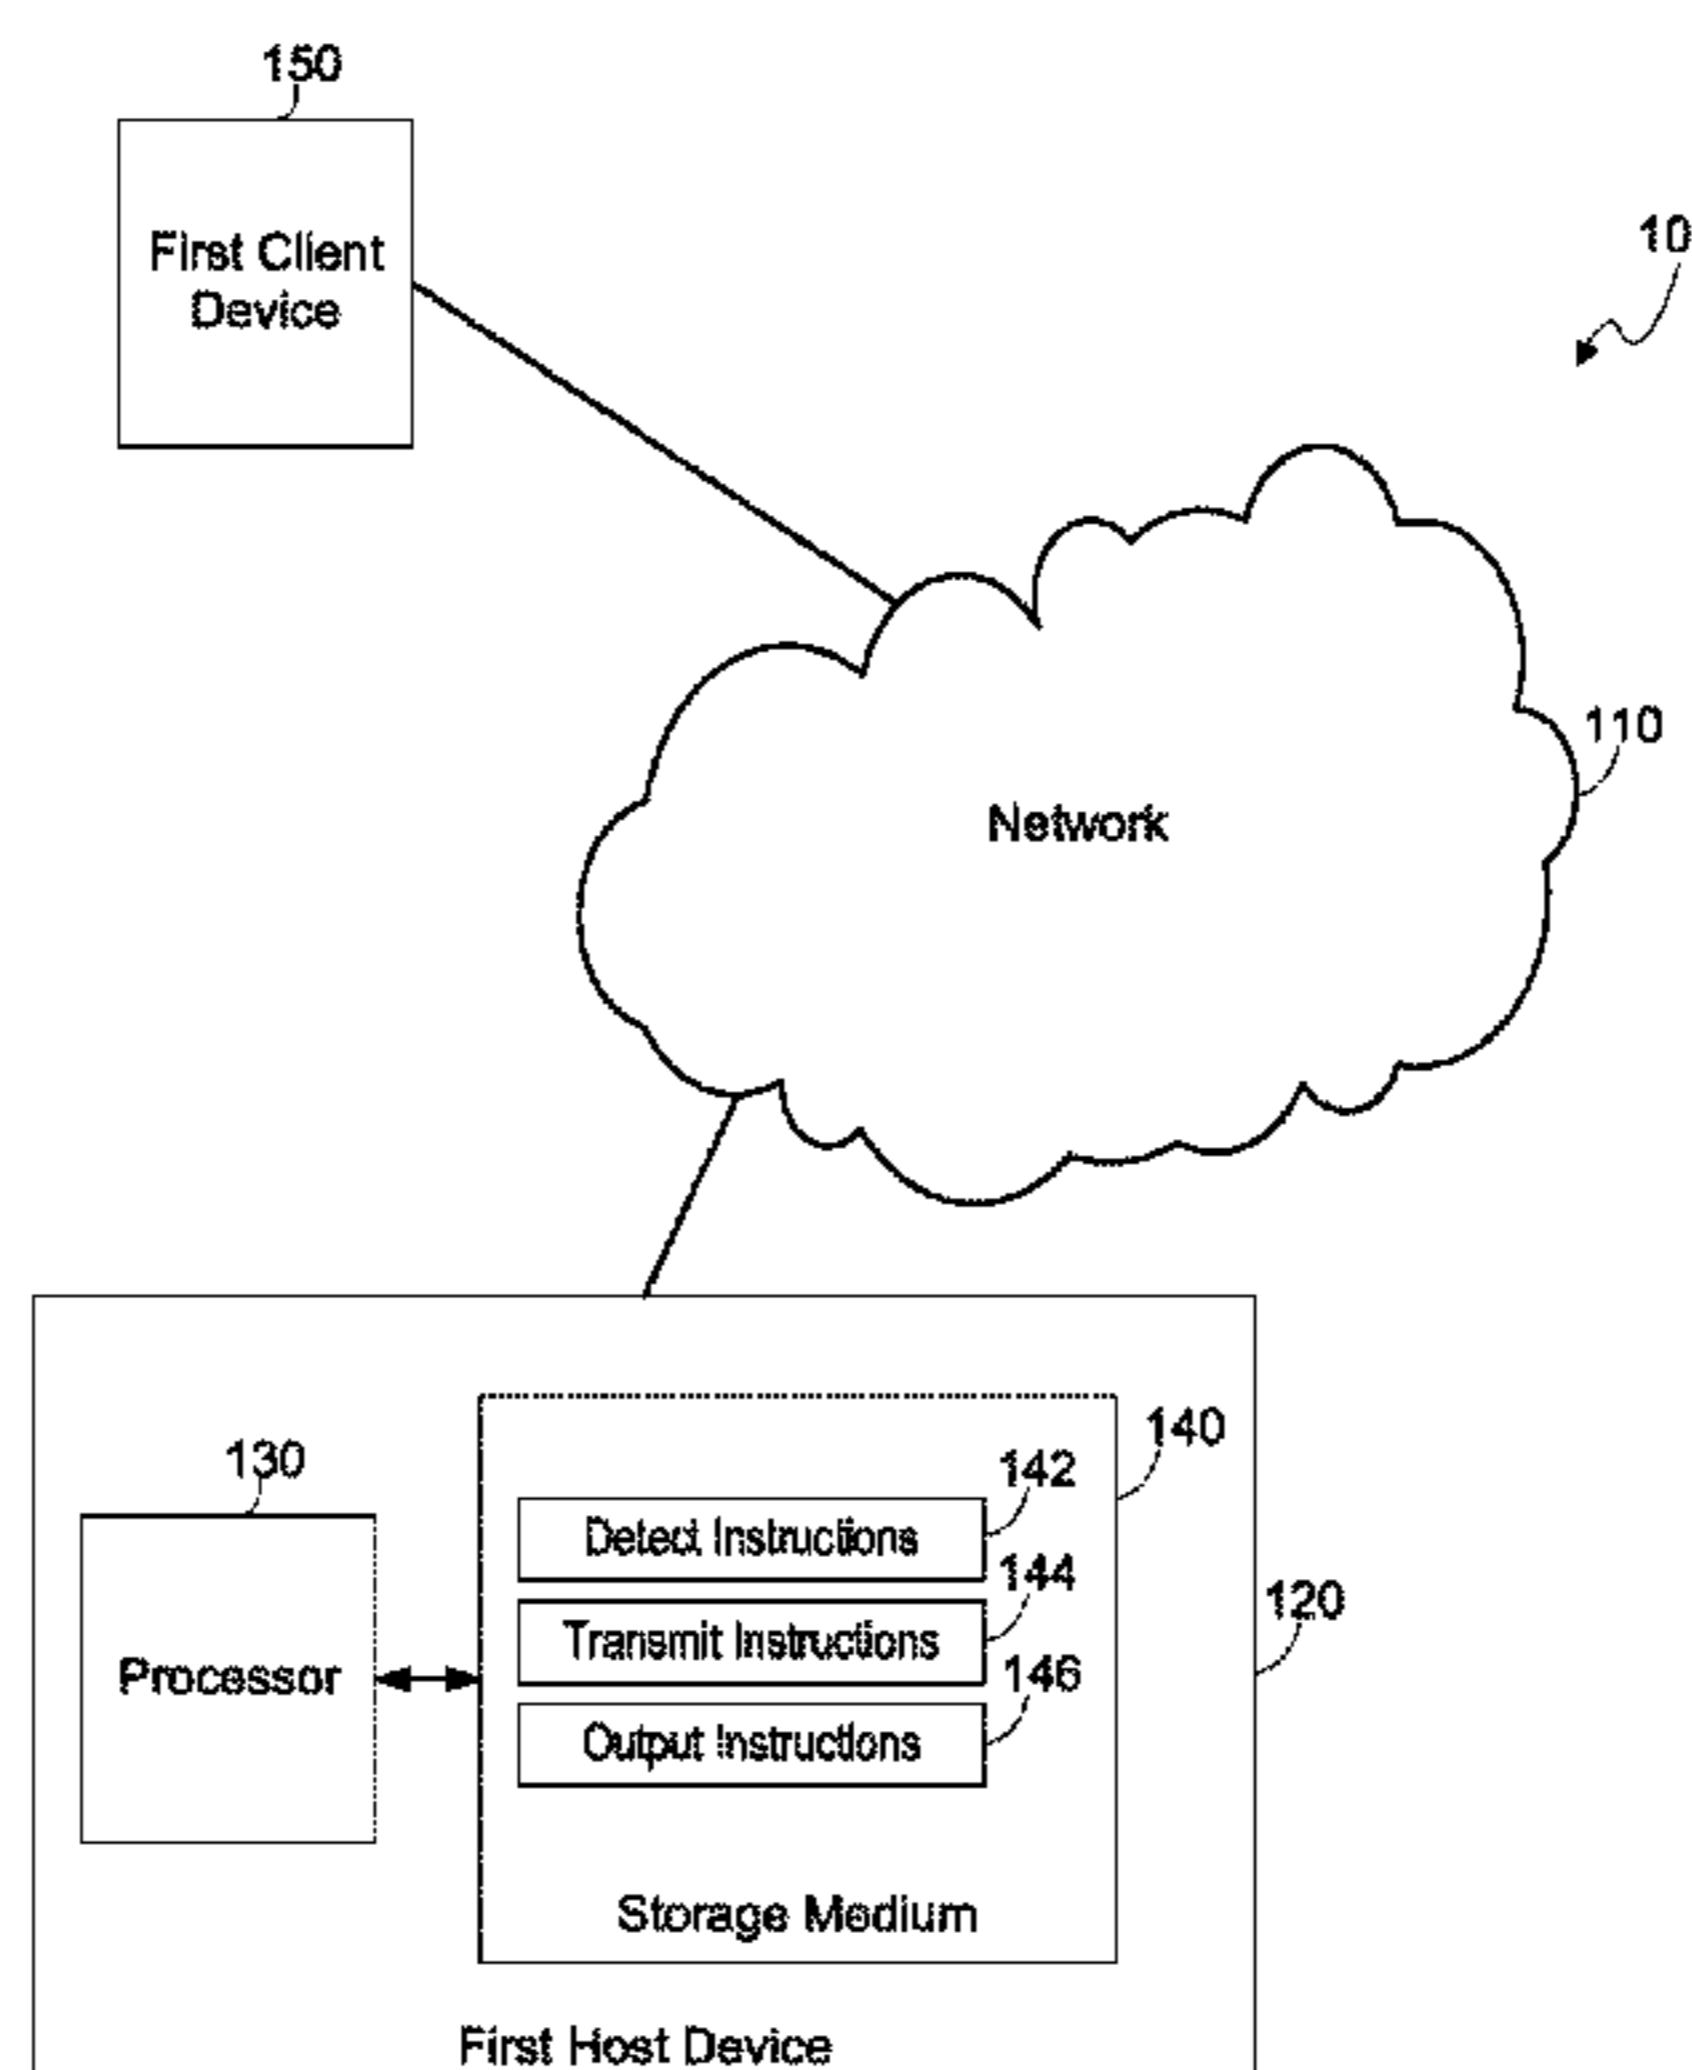 150
First Client
Device
10
110
Network
140
130
142
Detect Instructions
144
120
Transmit Instructions
Processor
146
Output Instructions
Storage Medium
First Host Device